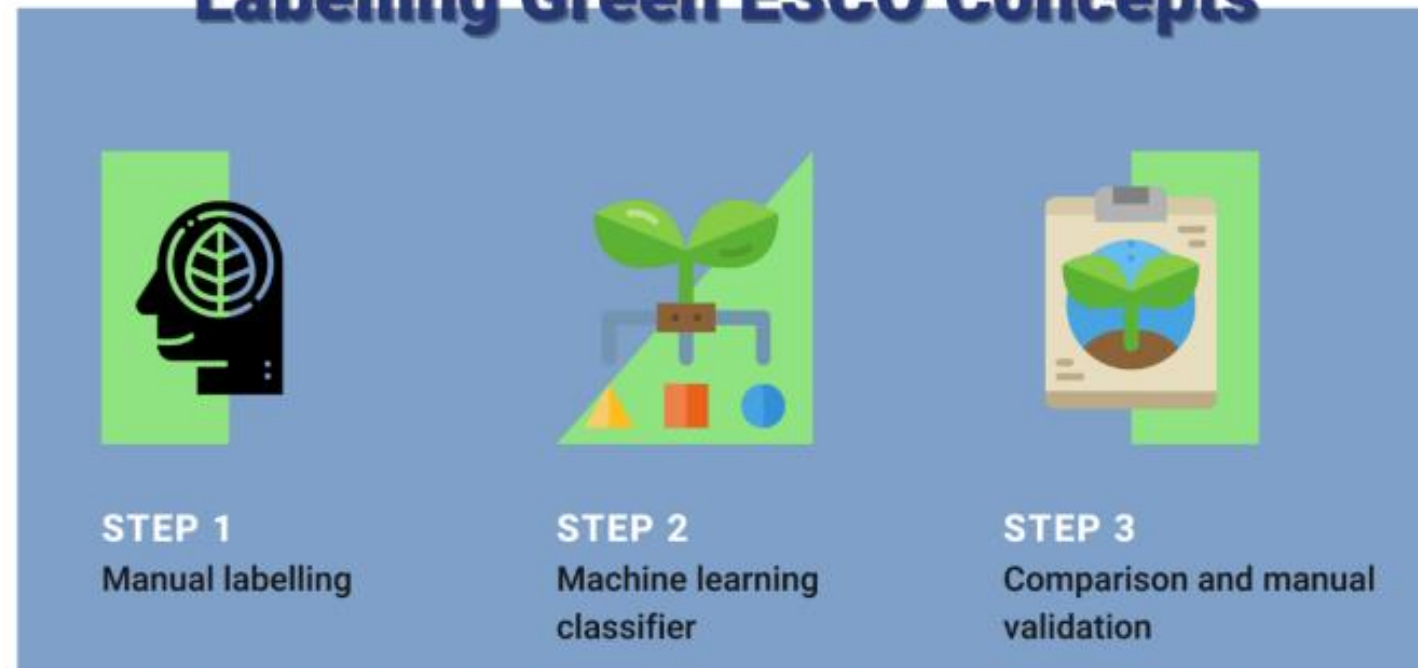 Labelling Green ESCO Concepts
STEP 1
Manual labelling
STEP 2
Machine learning
classifier
STEP 3
Comparison and manual
validation